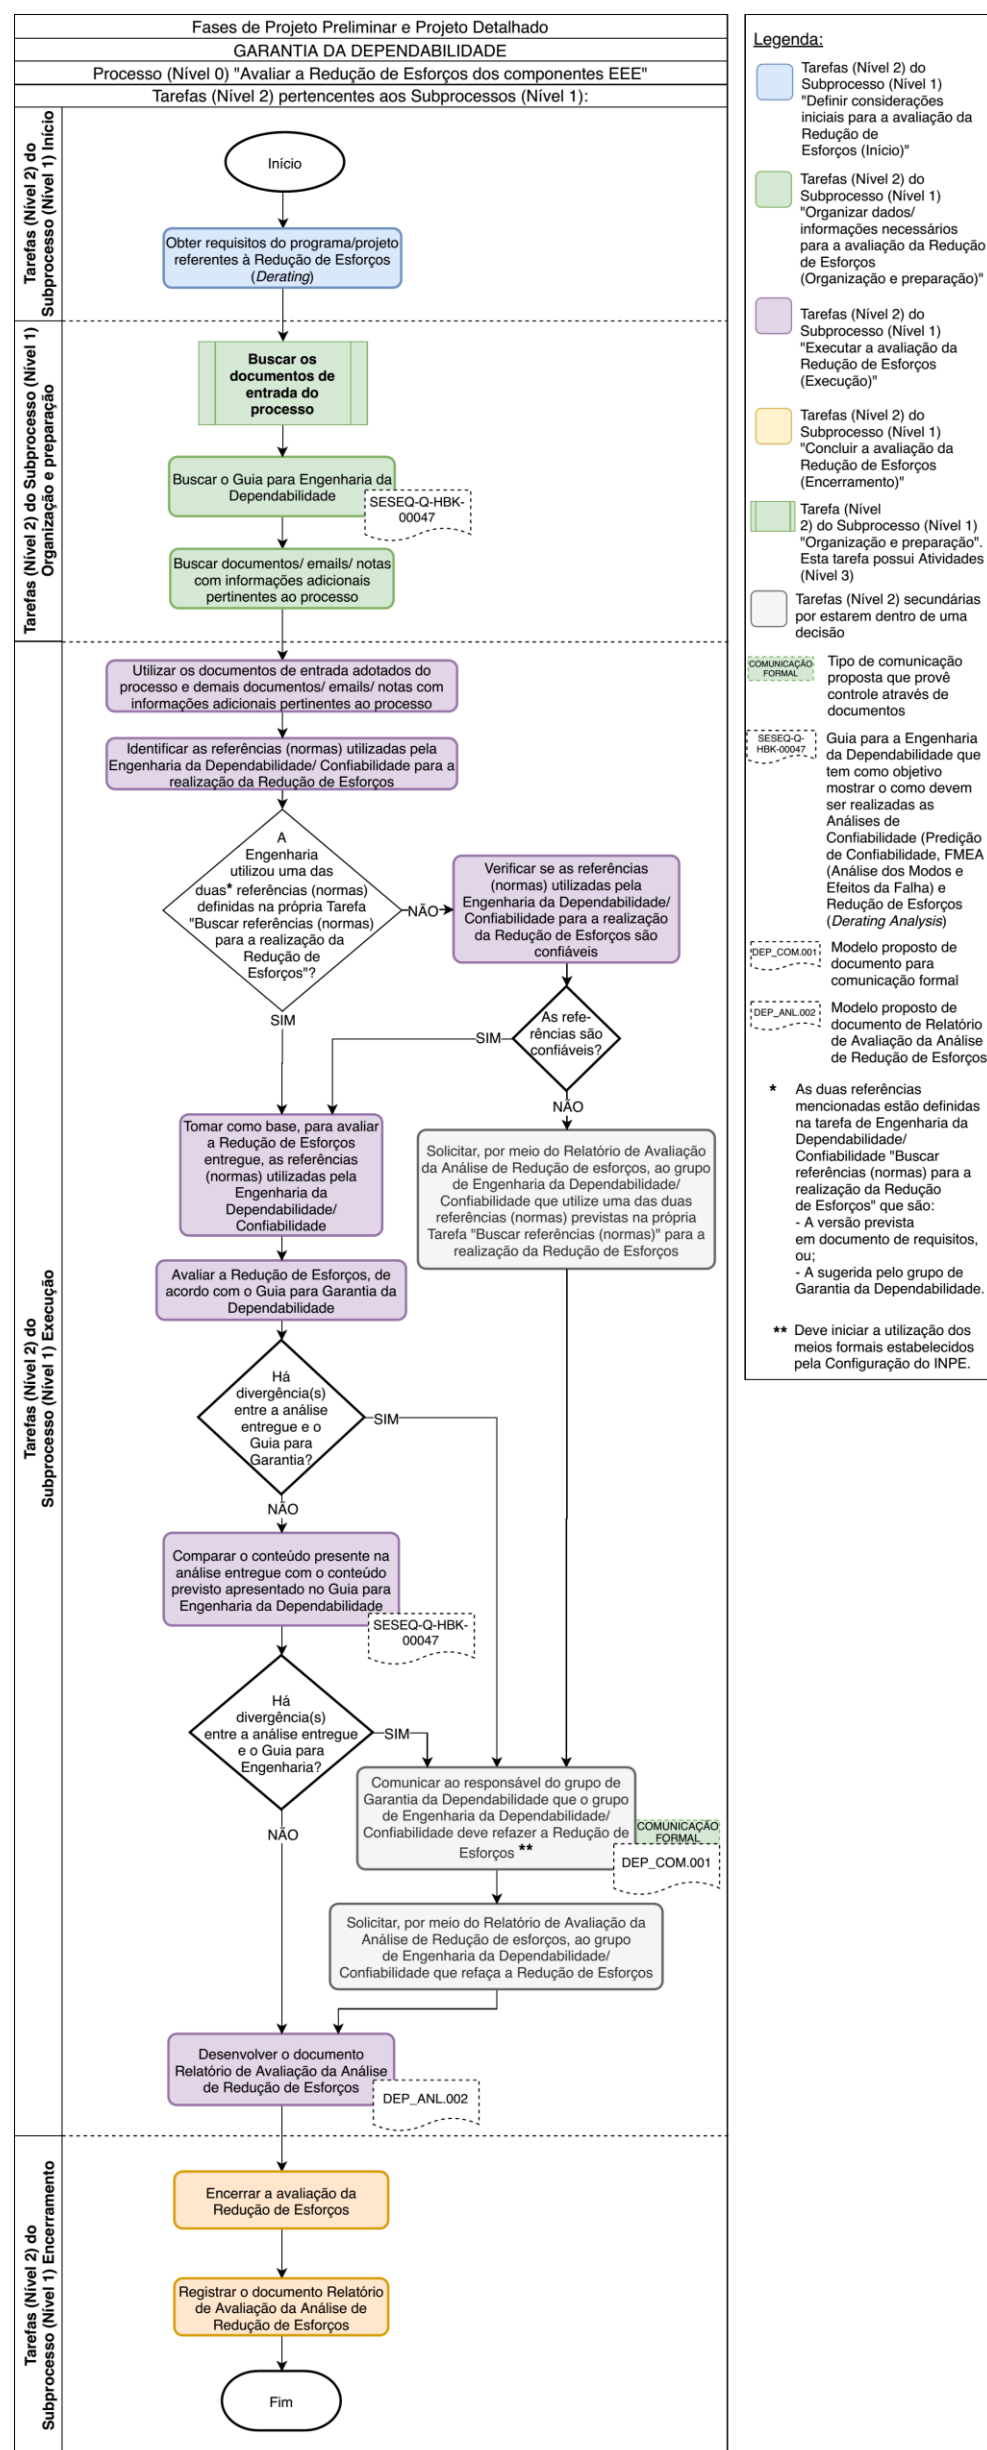 Fases de Projeto Preliminar e Projeto Detalhado
GARANTIA DA DEPENDABILIDADE
Processo (Nível 0) "Avaliar a Redução de Esforços dos componentes EEE"
Tarefas (Nível 2) pertencentes aos Subprocessos (Nível 1):
Tarefas (Nível 2) do
Subprocesso (Nível 1) Início
Início
Obter requisitos do programa/projeto
referentes à Redução de Esforços
(Derating)
Tarefas (Nível 2) do Subprocesso (Nível 1)
Organização e preparação
Buscar os
documentos de
entrada do
processo
Buscar o Guia para Engenharia da
Dependabilidade
SESEQ-Q-HBK-
00047
Buscar documentos/ emails/ notas
com informações adicionais
pertinentes ao processo
Tarefas (Nível 2) do
Subprocesso (Nível 1) Execução
Utilizar os documentos de entrada adotados do
processo e demais documentos/ emails/ notas com
informações adicionais pertinentes ao processo
Identificar as referências (normas) utilizadas pela
Engenharia da Dependabilidade/ Confiabilidade para a
realização da Redução de Esforços
A
Engenharia
utilizou uma das
duas* referências (normas)
definidas na própria Tarefa
"Buscar referências (normas)
para a realização da
Redução de
Esforços"?
NÃO
SIM
Verificar se as referências
(normas) utilizadas pela
Engenharia da Dependabilidade/
Confiabilidade para a realização
da Redução de Esforços são
confiáveis
As refe-
rências são
confiáveis?
SIM
NÃO
Tomar como base, para avaliar
a Redução de Esforços
entregue, as referências
(normas) utilizadas pela
Engenharia da
Dependabilidade/
Confiabilidade
Solicitar, por meio do Relatório de Avaliação
da Análise de Redução de esforços, ao grupo
de Engenharia da Dependabilidade/
Confiabilidade que utilize uma das duas
referências (normas) previstas na própria
Tarefa "Buscar referências (normas)" para a
realização da Redução de Esforços
Avaliar a Redução de Esforços, de
acordo com o Guia para Garantia da
Dependabilidade
Há
divergência(s)
entre a análise
entregue e o
Guia para
Garantia?
SIM
NÃO
Comparar o conteúdo presente na
análise entregue com o conteúdo
previsto apresentado no Guia para
Engenharia da Dependabilidade
SESEQ-Q-HBK-
00047
Há
divergência(s)
entre a análise entregue
e o Guia para
Engenharia?
SIM
NÃO
Comunicar ao responsável do grupo de
Garantia da Dependabilidade que o grupo
de Engenharia da Dependabilidade/
Confiabilidade deve refazer a Redução de
Esforços **
COMUNICAÇÃO
FORMAL
DEP_COM.001
Solicitar, por meio do Relatório de Avaliação da
Análise de Redução de esforços, ao grupo
de Engenharia da Dependabilidade/
Confiabilidade que refaça a Redução de Esforços
Desenvolver o documento
Relatório de Avaliação da Análise
de Redução de Esforços
DEP_ANL.002
Tarefas (Nível 2) do
Subprocesso (Nível 1) Encerramento
Encerrar a avaliação da
Redução de Esforços
Registrar o documento Relatório
de Avaliação da Análise de
Redução de Esforços
Fim
Legenda:
Tarefas (Nível 2) do
Subprocesso (Nível 1)
"Definir considerações
iniciais para a avaliação da
Redução de
Esforços (Início)"
Tarefas (Nível 2) do
Subprocesso (Nível 1)
"Organizar dados/
informações necessários
para a avaliação da Redução
de Esforços
(Organização e preparação)"
Tarefas (Nível 2) do
Subprocesso (Nível 1)
"Executar a avaliação da
Redução de Esforços
(Execução)"
Tarefas (Nível 2) do
Subprocesso (Nível 1)
"Concluir a avaliação da
Redução de Esforços
(Encerramento)"
Tarefa (Nível
2) do Subprocesso (Nível 1)
"Organização e preparação".
Esta tarefa possui Atividades
(Nível 3)
Tarefas (Nível 2) secundárias
por estarem dentro de uma
decisão
COMUNICAÇÃO
FORMAL
Tipo de comunicação
proposta que provê
controle através de
documentos
SESEQ-Q-
HBK-00047
Guia para a Engenharia
da Dependabilidade que
tem como objetivo
mostrar o como devem
ser realizadas as
Análises de
Confiabilidade (Predição
de Confiabilidade, FMEA
(Análise dos Modos e
Efeitos da Falha) e
Redução de Esforços
(Derating Analysis)
DEP_COM.001
Modelo proposto de
documento para
comunicação formal
DEP_ANL.002
Modelo proposto de
documento de Relatório
de Avaliação da Análise
de Redução de Esforços
* As duas referências
mencionadas estão definidas
na tarefa de Engenharia da
Dependabilidade/
Confiabilidade "Buscar
referências (normas) para a
realização da Redução
de Esforços" que são:
- A versão prevista
em documento de requisitos,
ou;
- A sugerida pelo grupo de
Garantia da Dependabilidade.
** Deve iniciar a utilização dos
meios formais estabelecidos
pela Configuração do INPE.